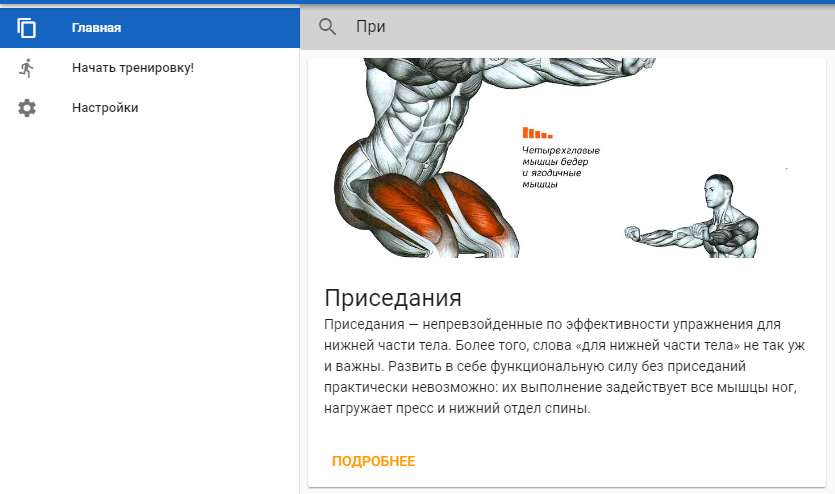 Главная
Начать тренировку!
Настройки
При
Четырехглавые
мышцы бедер
и ягодичные
мышцы
Приседания
Приседания — непревзойденные по эффективности упражнения для
нижней части тела. Более того, слова «для нижней части тела» не так уж
и важны. Развить в себе функциональную силу без приседаний
практически невозможно: их выполнение задействует все мышцы ног,
нагружает пресс и нижний отдел спины.
ПОДРОБНЕЕ